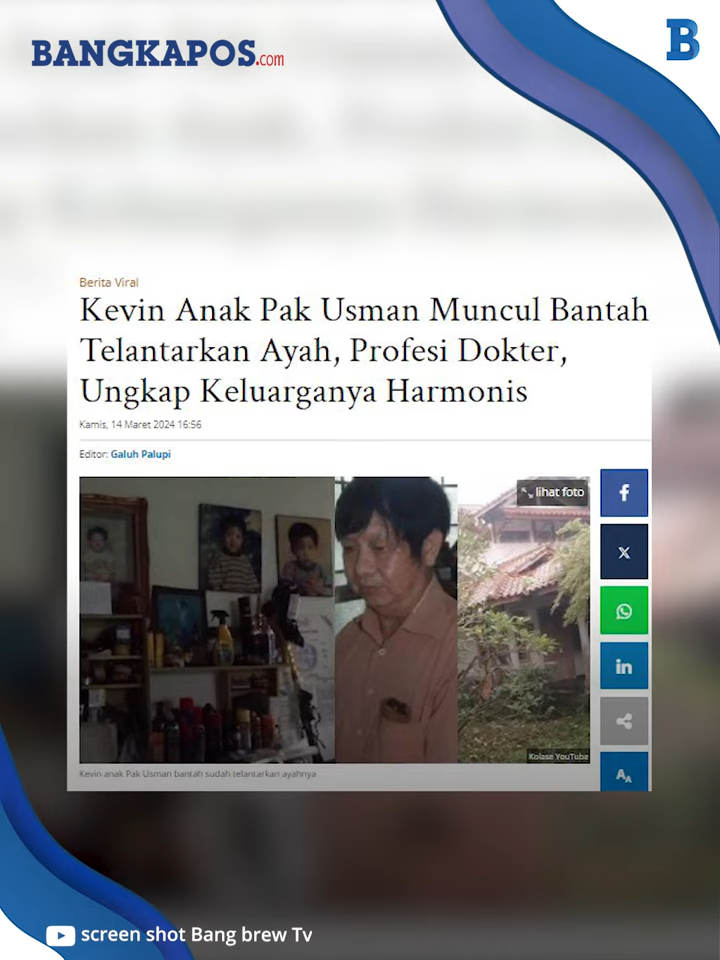 BANGKAPOS.com
B
Berita Viral
Kevin Anak Pak Usman Muncul Bantah
Telantarkan Ayah, Profesi Dokter,
Ungkap Keluarganya Harmonis
Kamis, 14 Maret 2024 16:56
Editor: Galuh Palupi
lihat foto
f
X
in
Kolase YouTube
AA
Kevin anak Pak Usman bantah sudah telantarkan ayahnya
screen shot Bang brew Tv